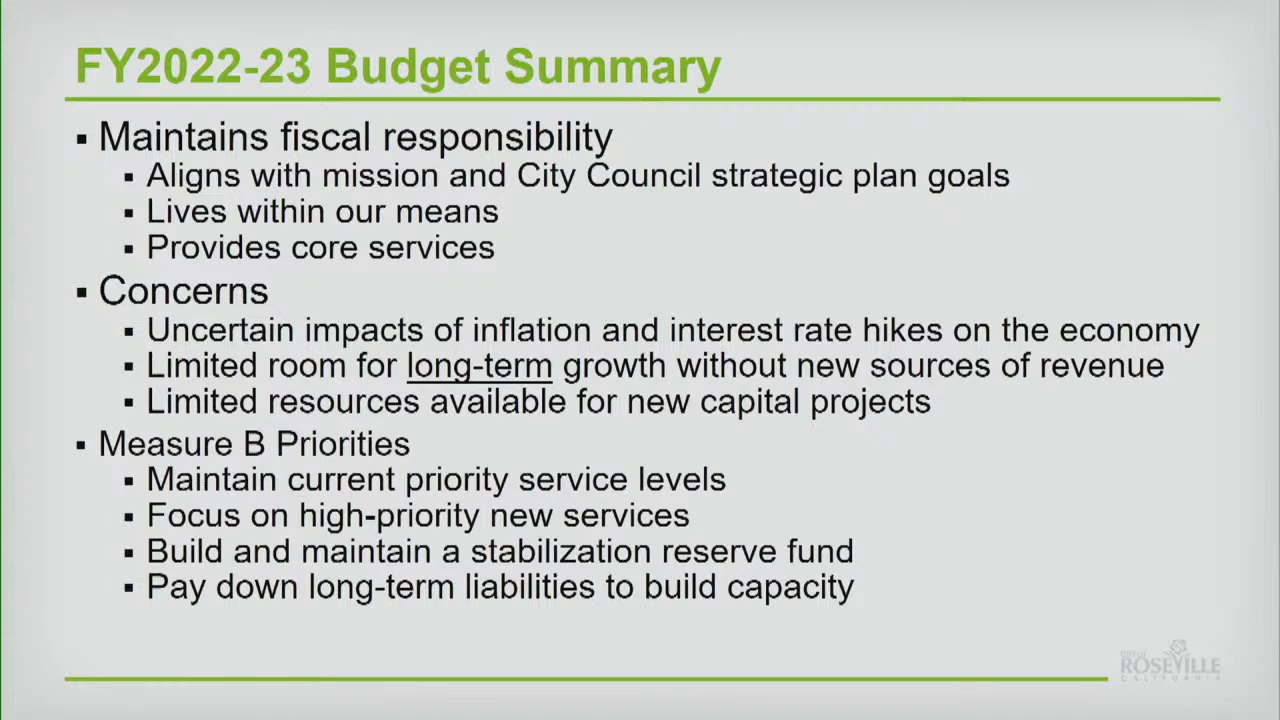 FY2022-23 Budget Summary
▪ Maintains fiscal responsibility
▪ Aligns with mission and City Council strategic plan goals
▪ Lives within our means
▪ Provides core services
▪ Concerns
▪ Uncertain impacts of inflation and interest rate hikes on the economy
▪ Limited room for long-term growth without new sources of revenue
▪ Limited resources available for new capital projects
▪ Measure B Priorities
▪ Maintain current priority service levels
▪ Focus on high-priority new services
▪ Build and maintain a stabilization reserve fund
▪ Pay down long-term liabilities to build capacity
CITY OF
ROSEVILLE
CALIFORNIA